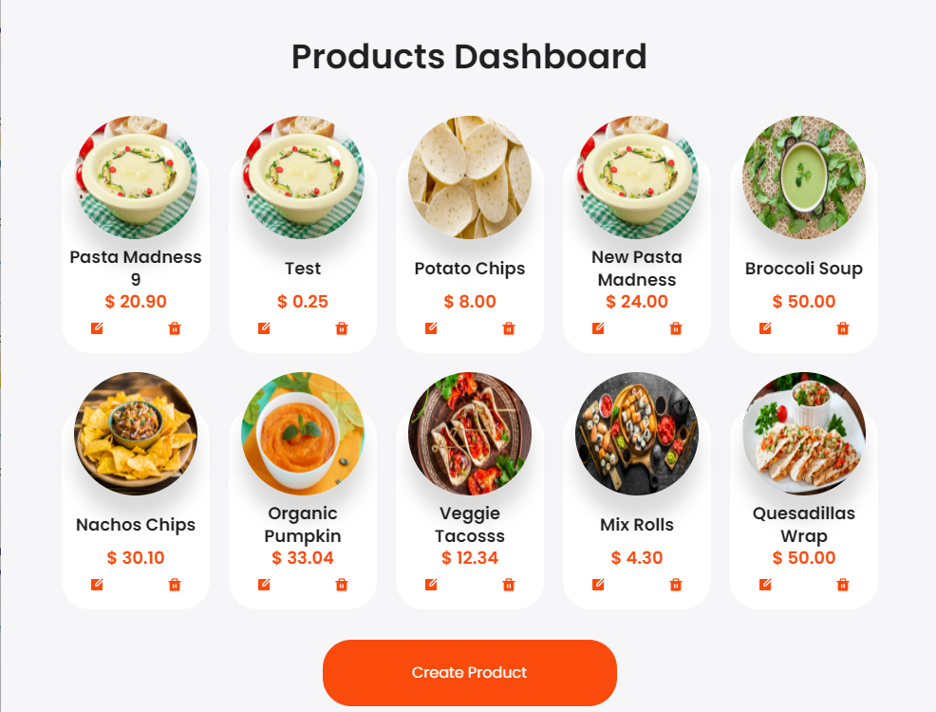 Products Dashboard
Pasta Madness
9
$ 20.90
Test
$ 0.25
Potato Chips
$ 8.00
New Pasta
Madness
$ 24.00
Broccoli Soup
$ 50.00
Nachos Chips
$ 30.10
Organic
Pumpkin
$ 33.04
Veggie
Tacosss
$ 12.34
Mix Rolls
$ 4.30
Quesadillas
Wrap
$ 50.00
Create Product